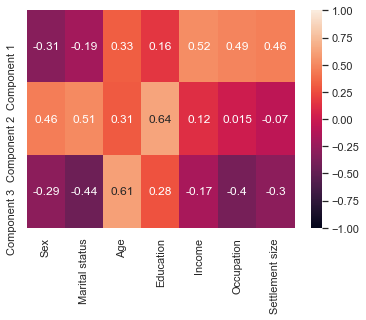 Component 1
-0.31 -0.19 0.33 0.16 0.52 0.49 0.46
Component 2
0.46 0.51 0.31 0.64 0.12 0.015 -0.07
Component 3
-0.29 -0.44 0.61 0.28 -0.17 -0.4 -0.3
Sex
Marital status
Age
Education
Income
Occupation
Settlement size
1.00
0.75
0.50
0.25
0.00
−0.25
−0.50
−0.75
−1.00